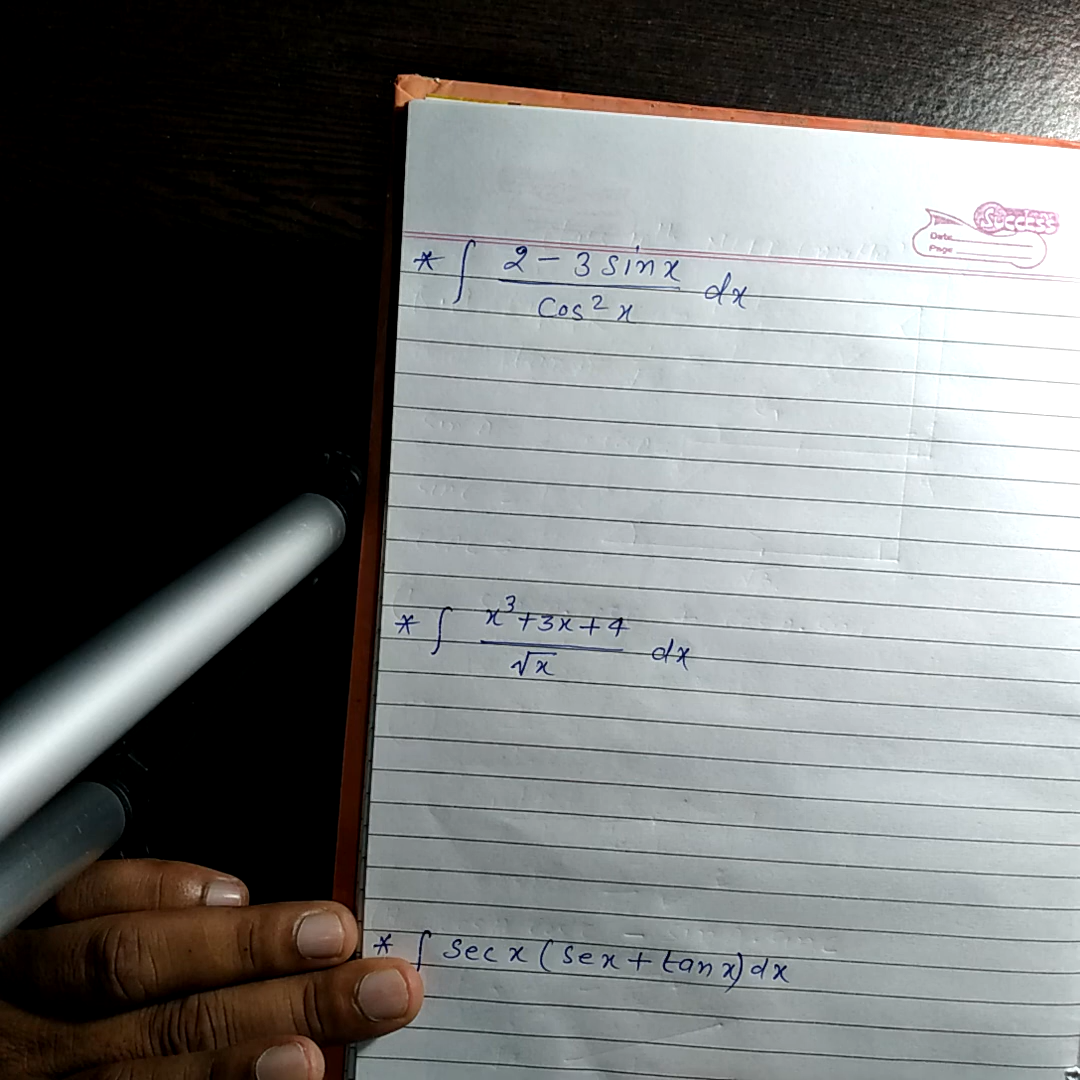 Success
Date
Page
* ∫ 2 - 3 sin x / cos² x dx
* ∫ x³ + 3x + 4 / √x dx
* ∫ sec x (sex + tan x) dx